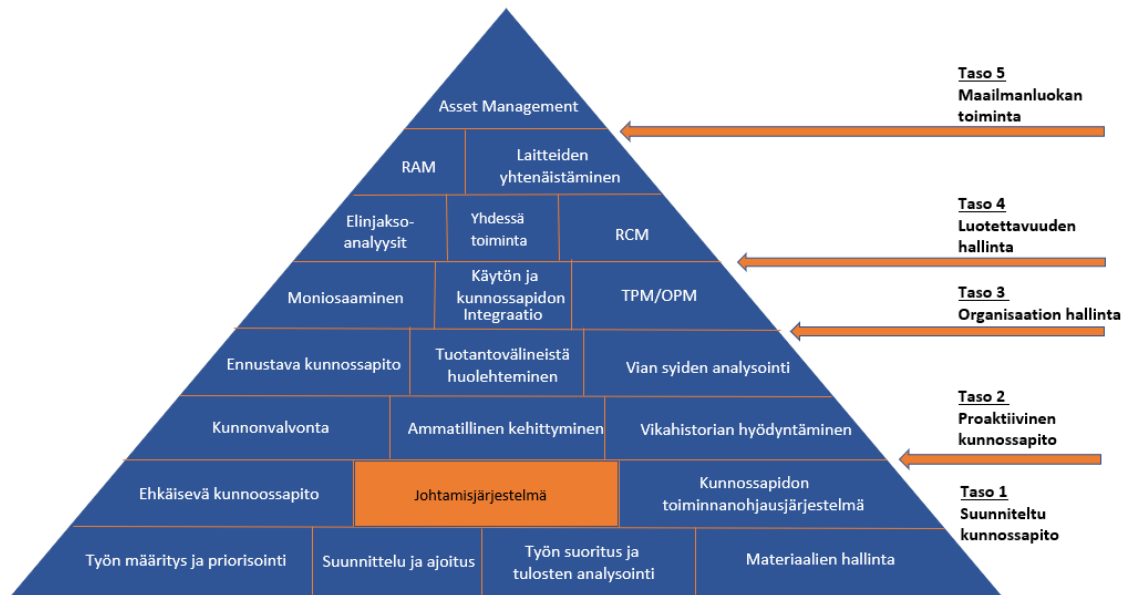 Asset Management
RAM
Laitteiden
yhtenäistäminen
Elinjakso-
analyysit
Yhdessä
toiminta
RCM
Moniosaaminen
Käytön ja
kunnossapidon
Integraatio
TPM/OPM
Ennustava kunnossapito
Tuotantovälineistä
huolehteminen
Vian syiden analysointi
Kunnonvalvonta
Ammatillinen kehittyminen
Vikahistorian hyödyntäminen
Ehkäisevä kunnoossapito
Johtamisjärjestelmä
Kunnossapidon
toiminnanohjausjärjestelmä
Työn määritys ja priorisointi
Suunnittelu ja ajoitus
Työn suoritus ja
tulosten analysointi
Materiaalien hallinta
Taso 5
Maailmanluokan
toiminta
Taso 4
Luotettavuuden
hallinta
Taso 3
Organisaation hallinta
Taso 2
Proaktiivinen
kunnossapito
Taso 1
Suunniteltu
kunnossapito